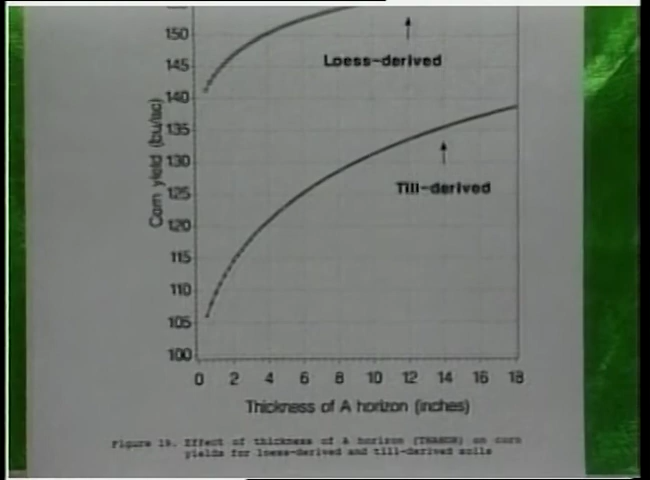 150
Loess-derived
145
140
135
130
Till-derived
125
120
115
110
105
100
Corn yield (bu/ac)
0 2 4 6 8 10 12 14 16 18
Thickness of A horizon (inches)
Figure 19. Effect of thickness of A horizon on corn
yields for loess-derived and till-derived soils